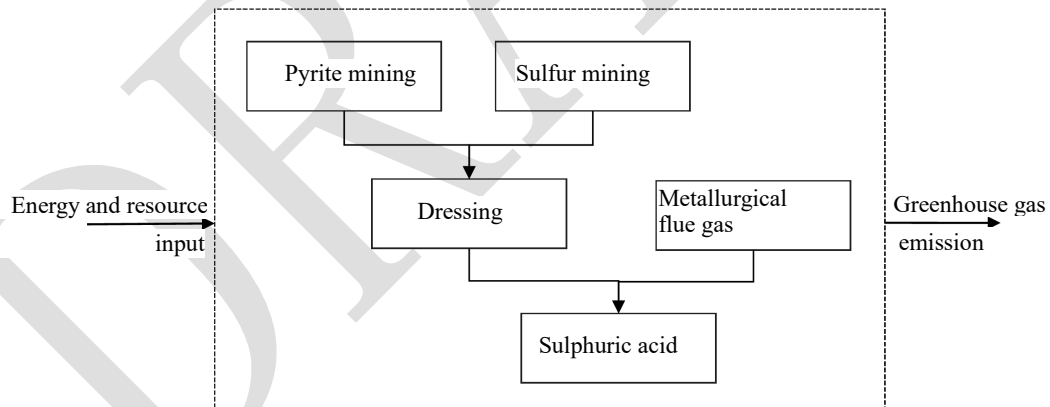 Pyrite mining
Sulfur mining
Energy and resource
input
Dressing
Metallurgical
flue gas
Greenhouse gas
emission
Sulphuric acid